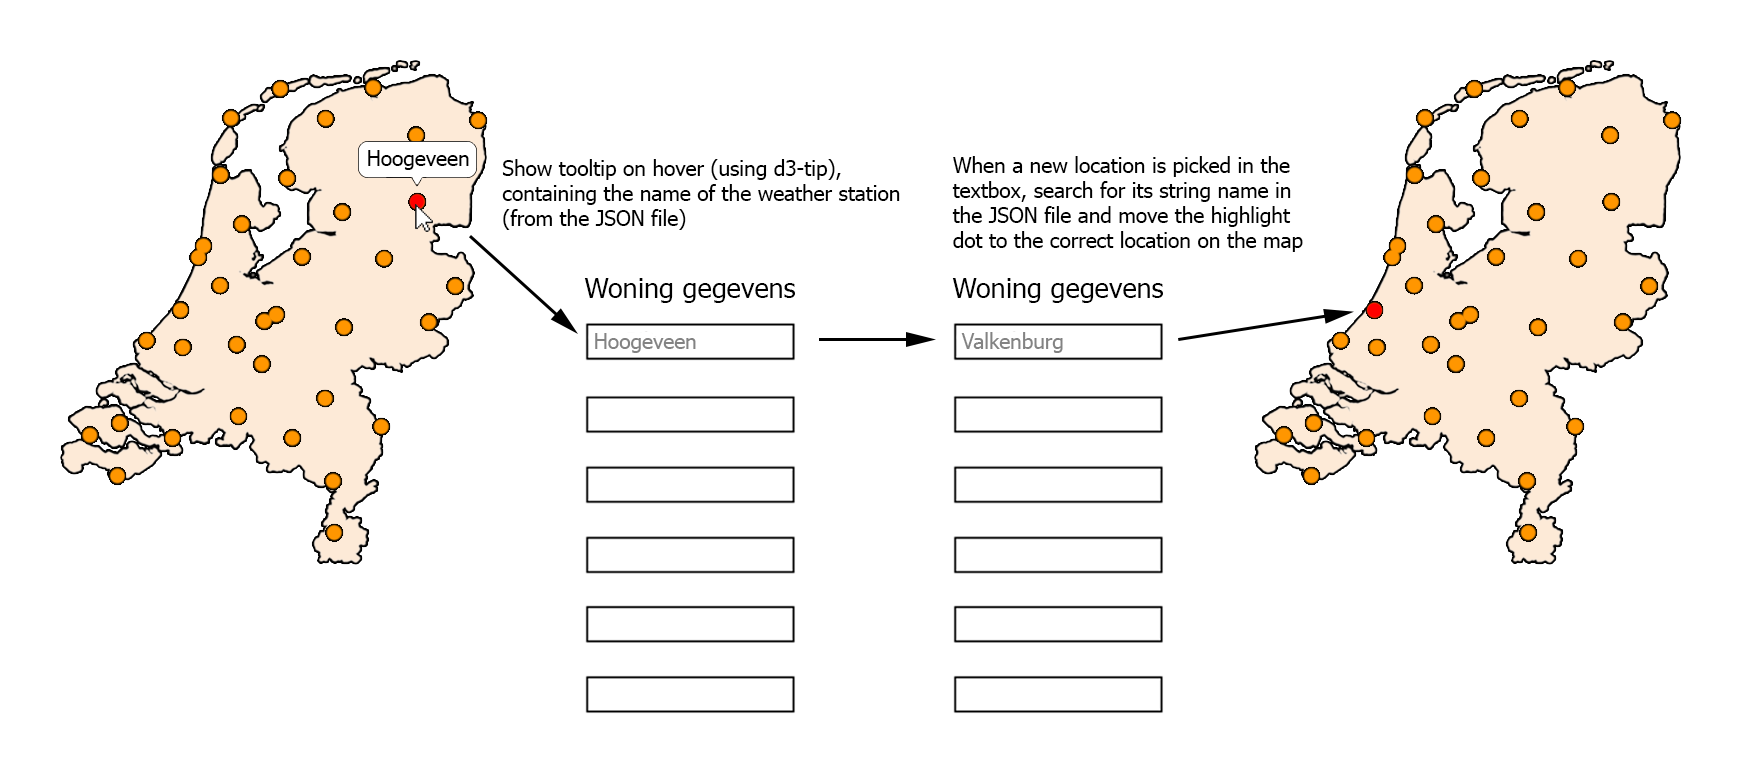 Hoogeveen
Show tooltip on hover (using d3-tip),
containing the name of the weather station
(from the JSON file)
Woning gegevens
Hoogeveen
When a new location is picked in the
textbox, search for its string name in
the JSON file and move the highlight
dot to the correct location on the map
Woning gegevens
Valkenburg